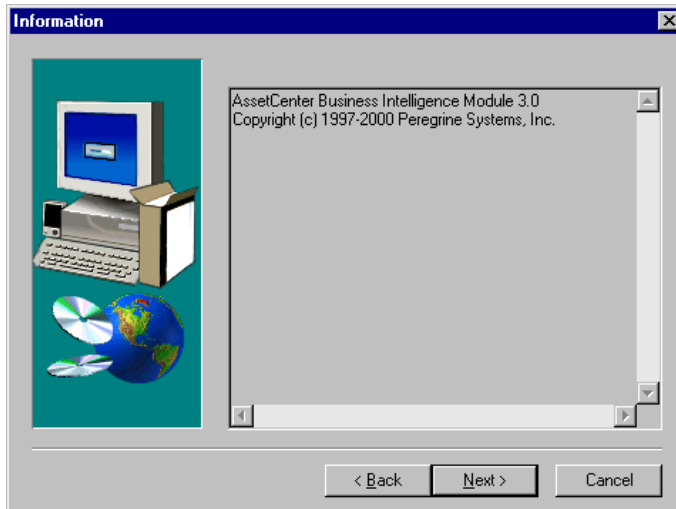 Information
AssetCenter Business Intelligence Module 3.0
Copyright (c) 1997-2000 Peregrine Systems, Inc.
< Back
Next >
Cancel